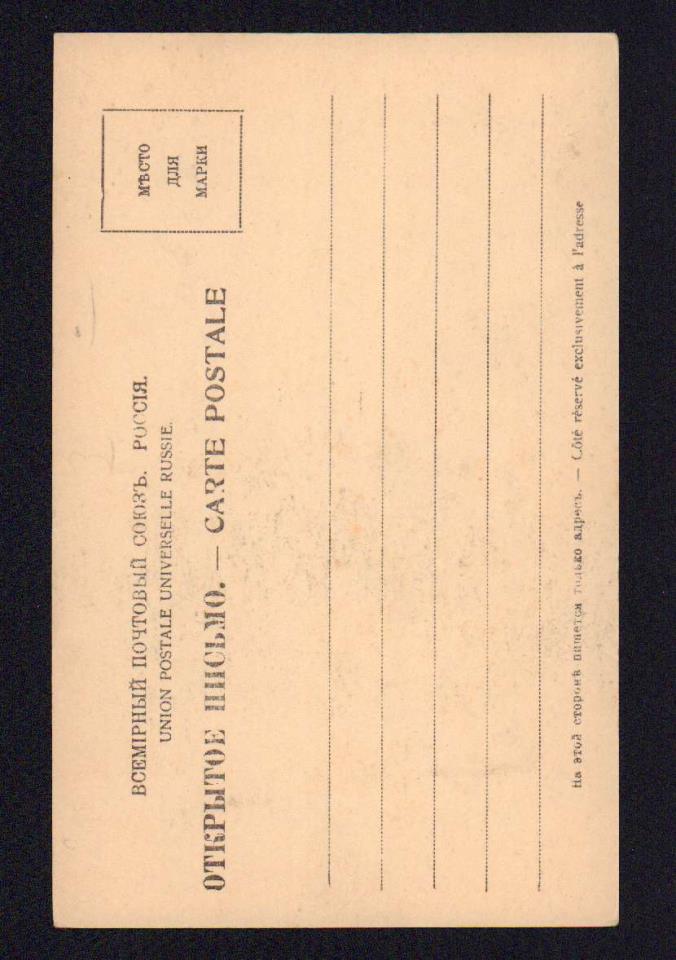 ВСЕМІРНЫЙ ПОЧТОВЫЙ СОЮЗЪ. РОССІЯ.
UNION POSTALE UNIVERSELLE RUSSIE.
ОТКРЫТОЕ ПИСЬМО. — CARTE POSTALE
МѢСТО
ДЛЯ
МАРКИ
На этой сторонѣ пишется только адресъ. — Côté réservé exclusivement à l'adresse